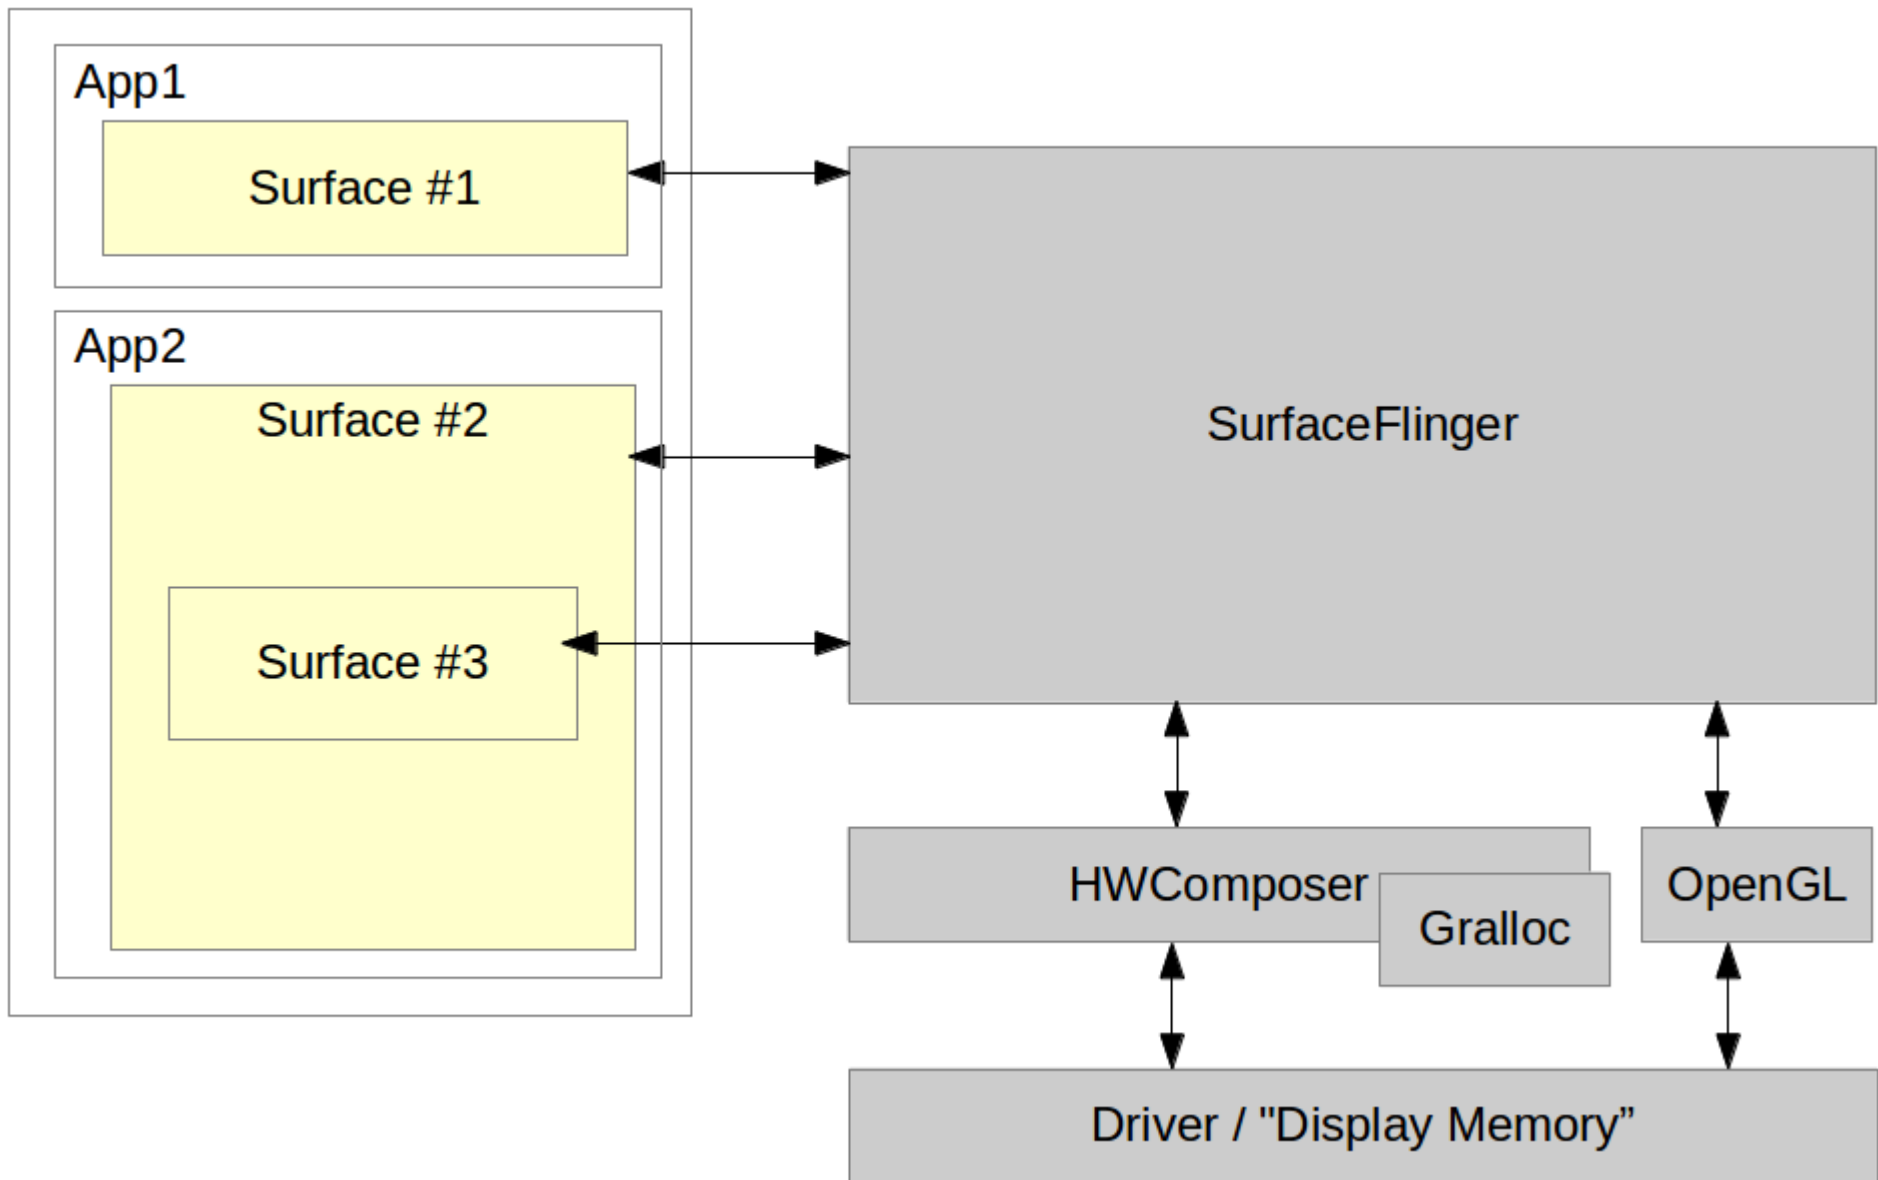 App1
Surface #1
App2
Surface #2
Surface #3
SurfaceFlinger
HWComposer
Gralloc
OpenGL
Driver / "Display Memory”